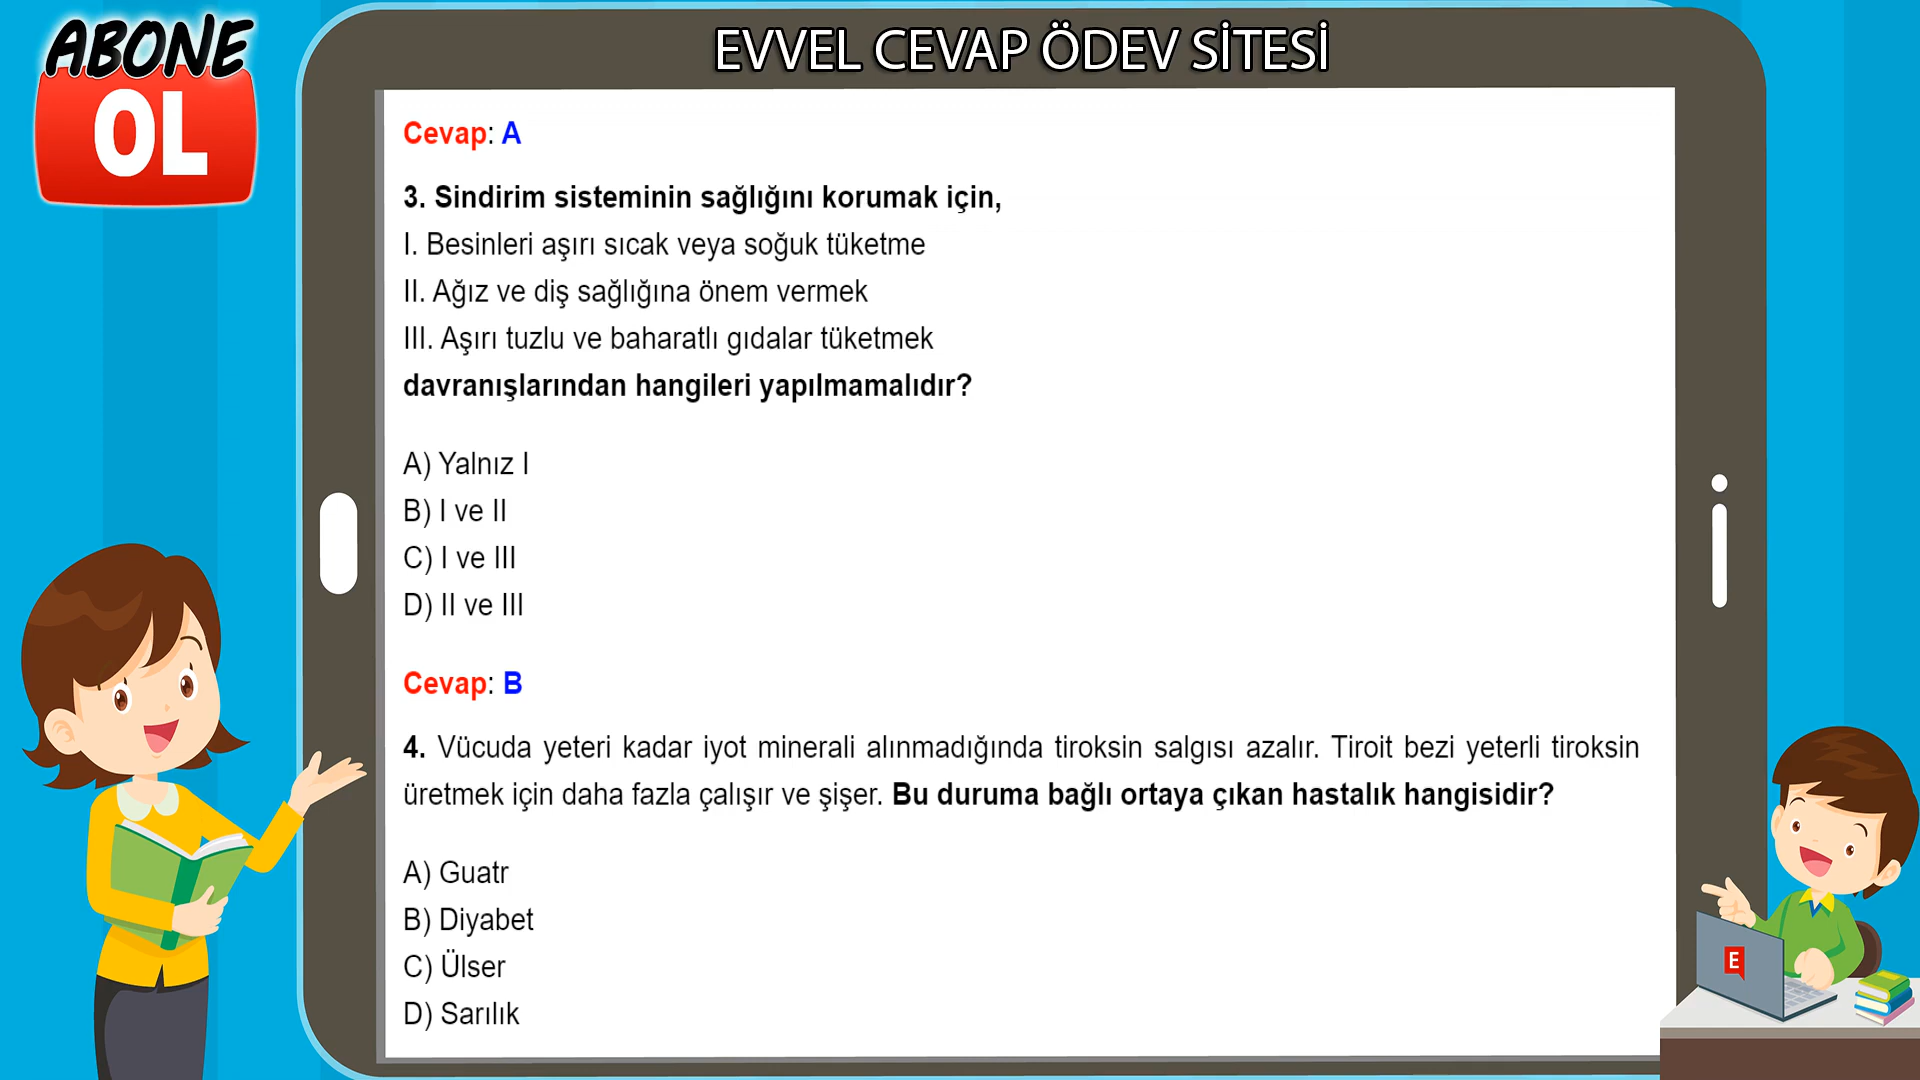 ABONE
OL
EVVEL CEVAP ÖDEV SİTESİ
Cevap: A
3. Sindirim sisteminin sağlığını korumak için,
I. Besinleri aşırı sıcak veya soğuk tüketme
II. Ağız ve diş sağlığına önem vermek
III. Aşırı tuzlu ve baharatlı gıdalar tüketmek
davranışlarından hangileri yapılmamalıdır?
A) Yalnız I
B) I ve II
C) I ve III
D) II ve III
Cevap: B
4. Vücuda yeteri kadar iyot minerali alınmadığında tiroksin salgısı azalır. Tiroit bezi yeterli tiroksin
üretmek için daha fazla çalışır ve şişer. Bu duruma bağlı ortaya çıkan hastalık hangisidir?
A) Guatr
B) Diyabet
C) Ülser
D) Sarılık
E